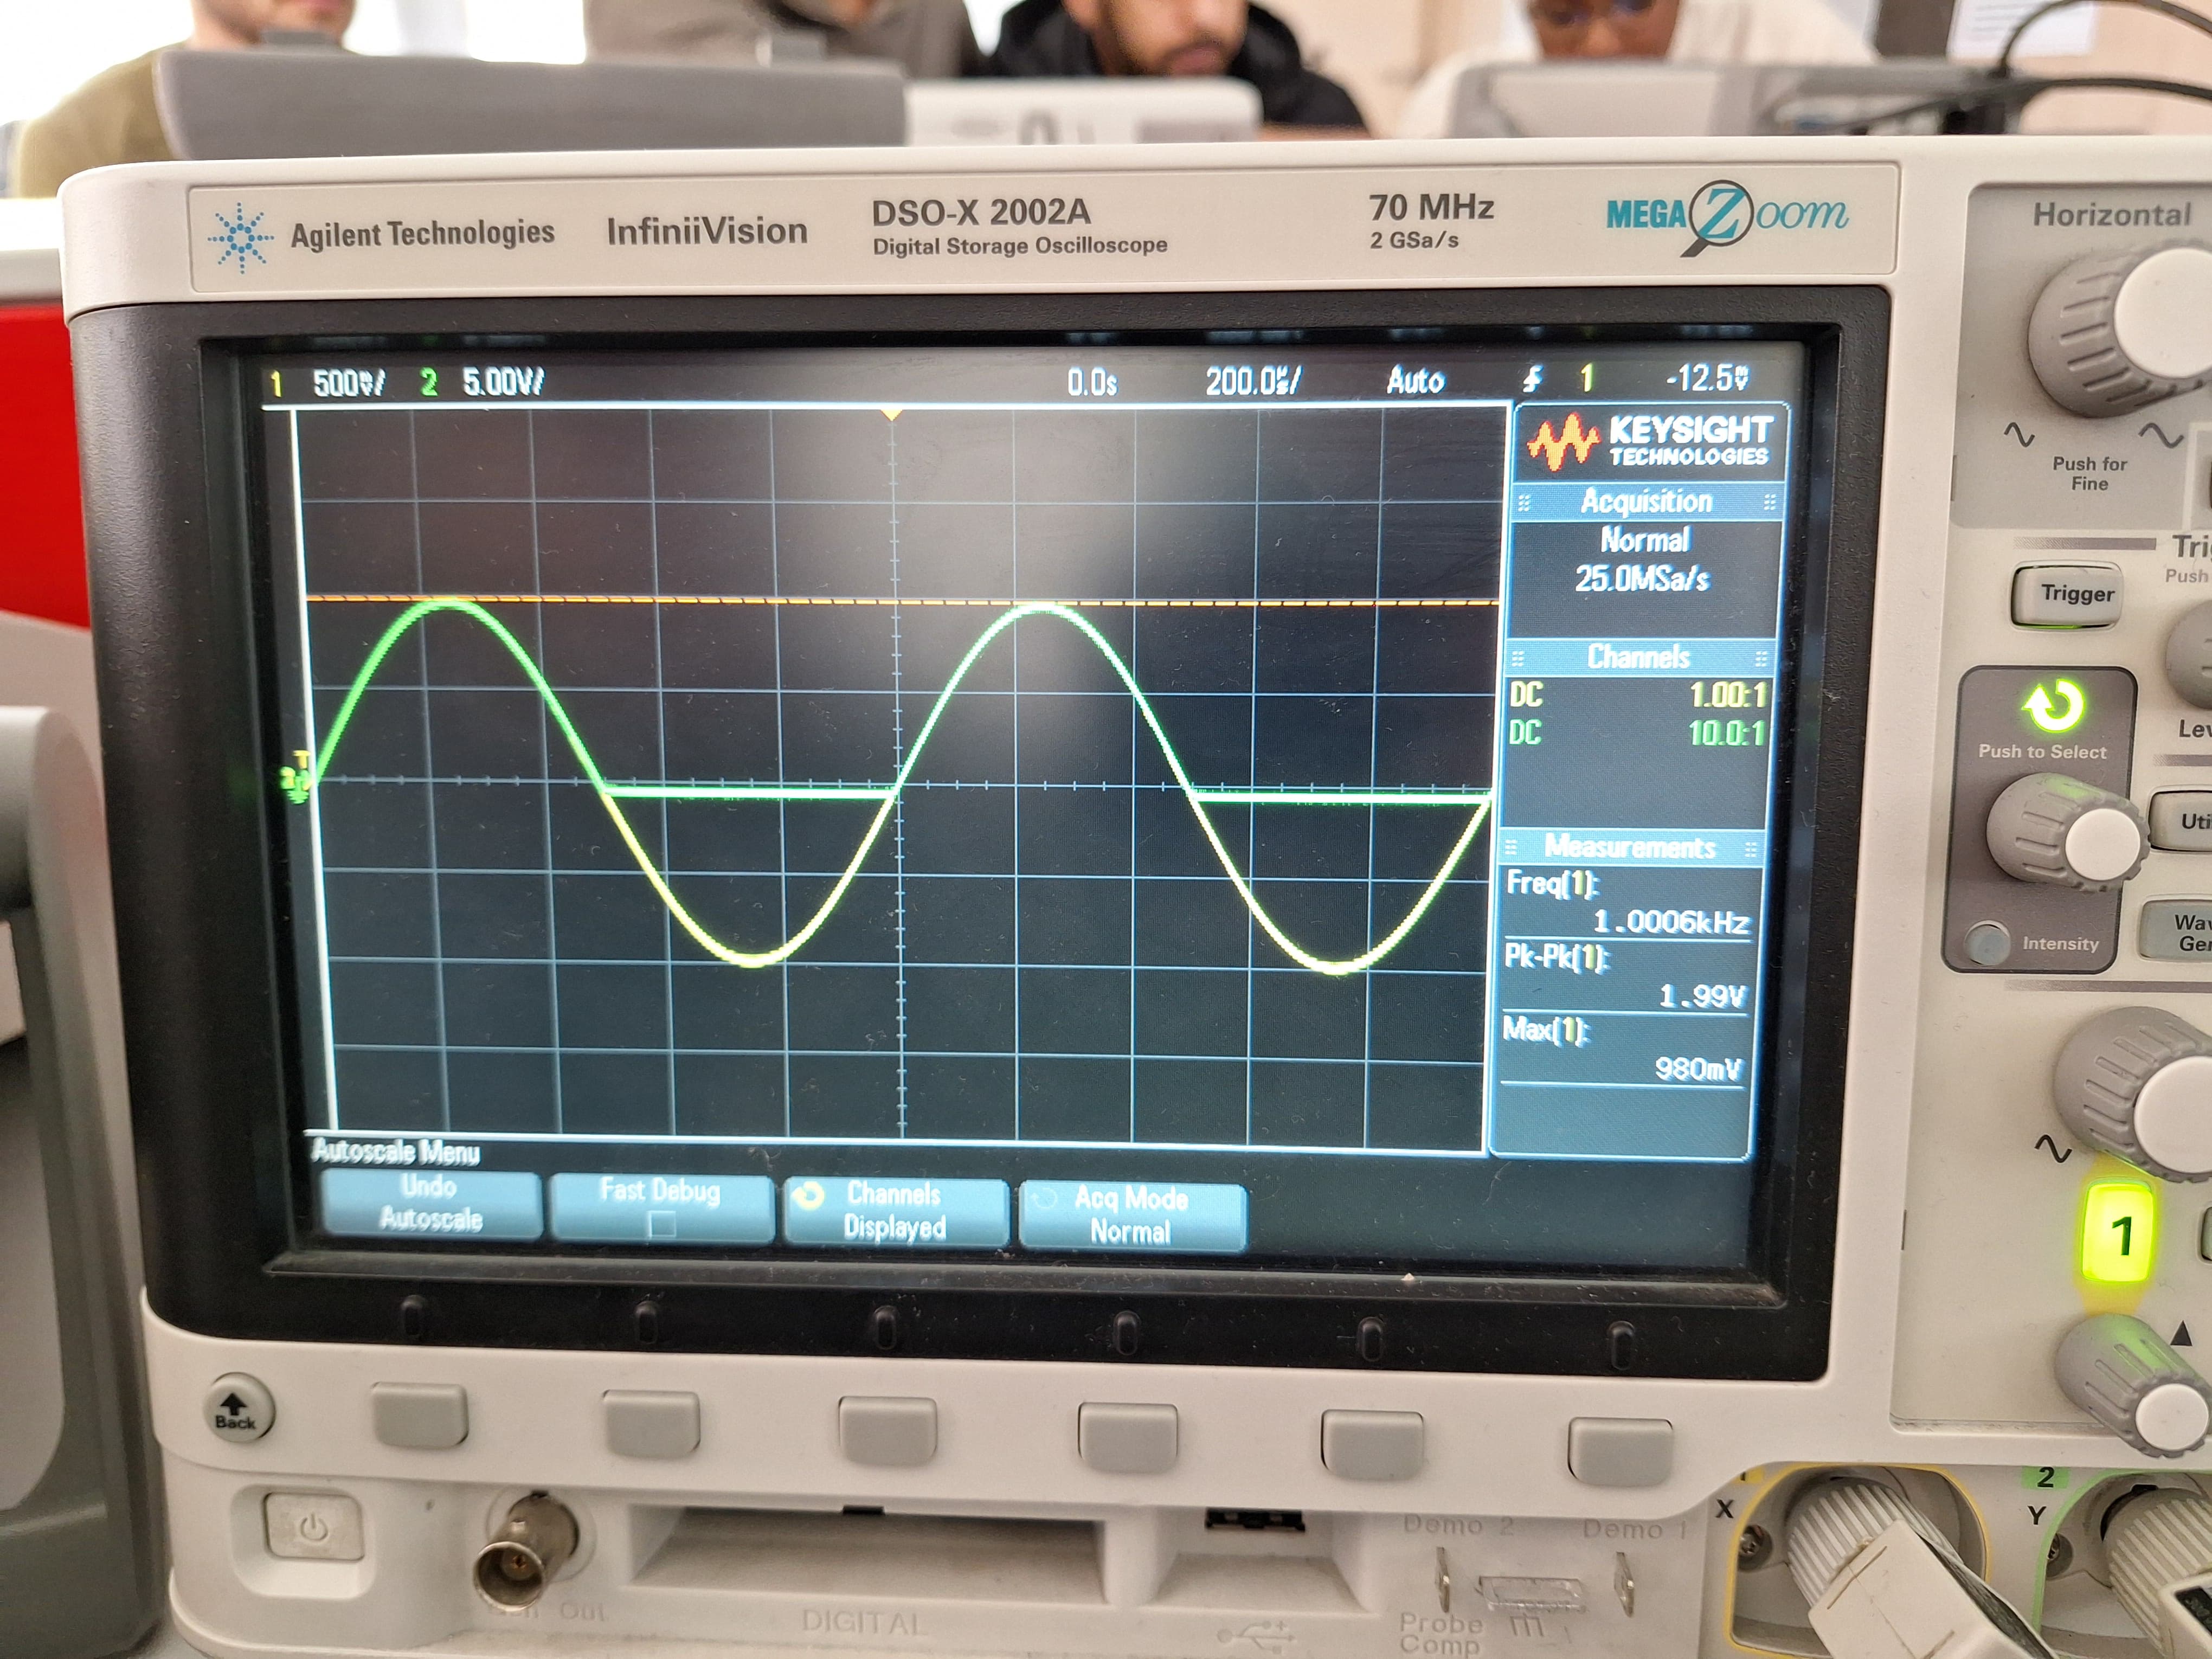 Agilent Technologies InfiniiVision DSO-X 2002A 70 MHz MEGA Zoom
Digital Storage Oscilloscope 2 GSa/s
Horizontal
Push for
Fine
1 500mV/ 2 5.00V/ 0.0s 200.0µs/ Auto 1 -12.5mV
KEYSIGHT
TECHNOLOGIES
Acquisition
Normal
25.0MSa/s
Channels
DC 1.00:1
DC 10.0:1
Measurements
Freq(1):
1.0006kHz
Pk-Pk(1):
1.99V
Max(1):
980mV
T
Autoscale Menu
Undo
Autoscale
Fast Debug
Channels
Displayed
Acq Mode
Normal
Push
Trigger
Push to Select
Intensity
1
Back
X
2
Y
Demo 2 Demo 1
Out
DIGITAL
Probe
Comp